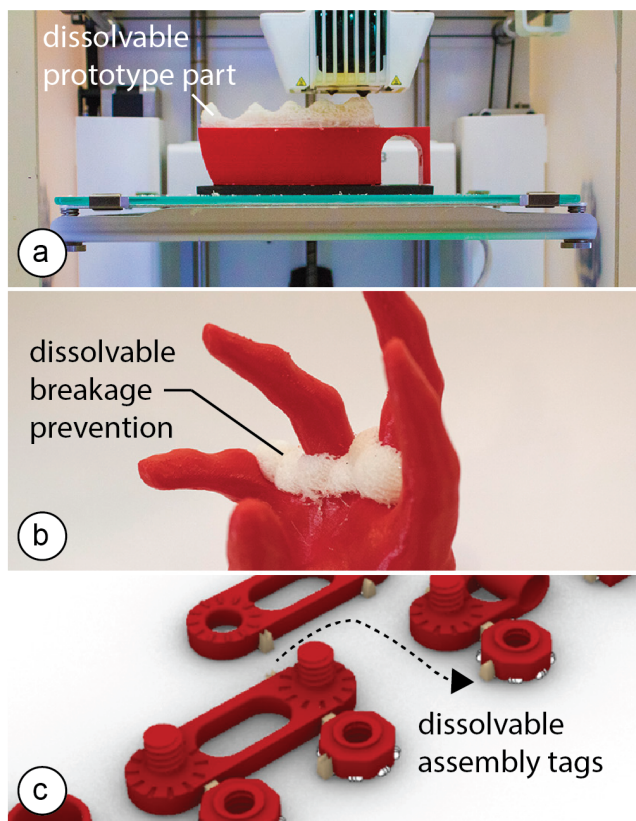 dissolvable
prototype part
a
dissolvable
breakage
prevention
b
dissolvable
assembly tags
c